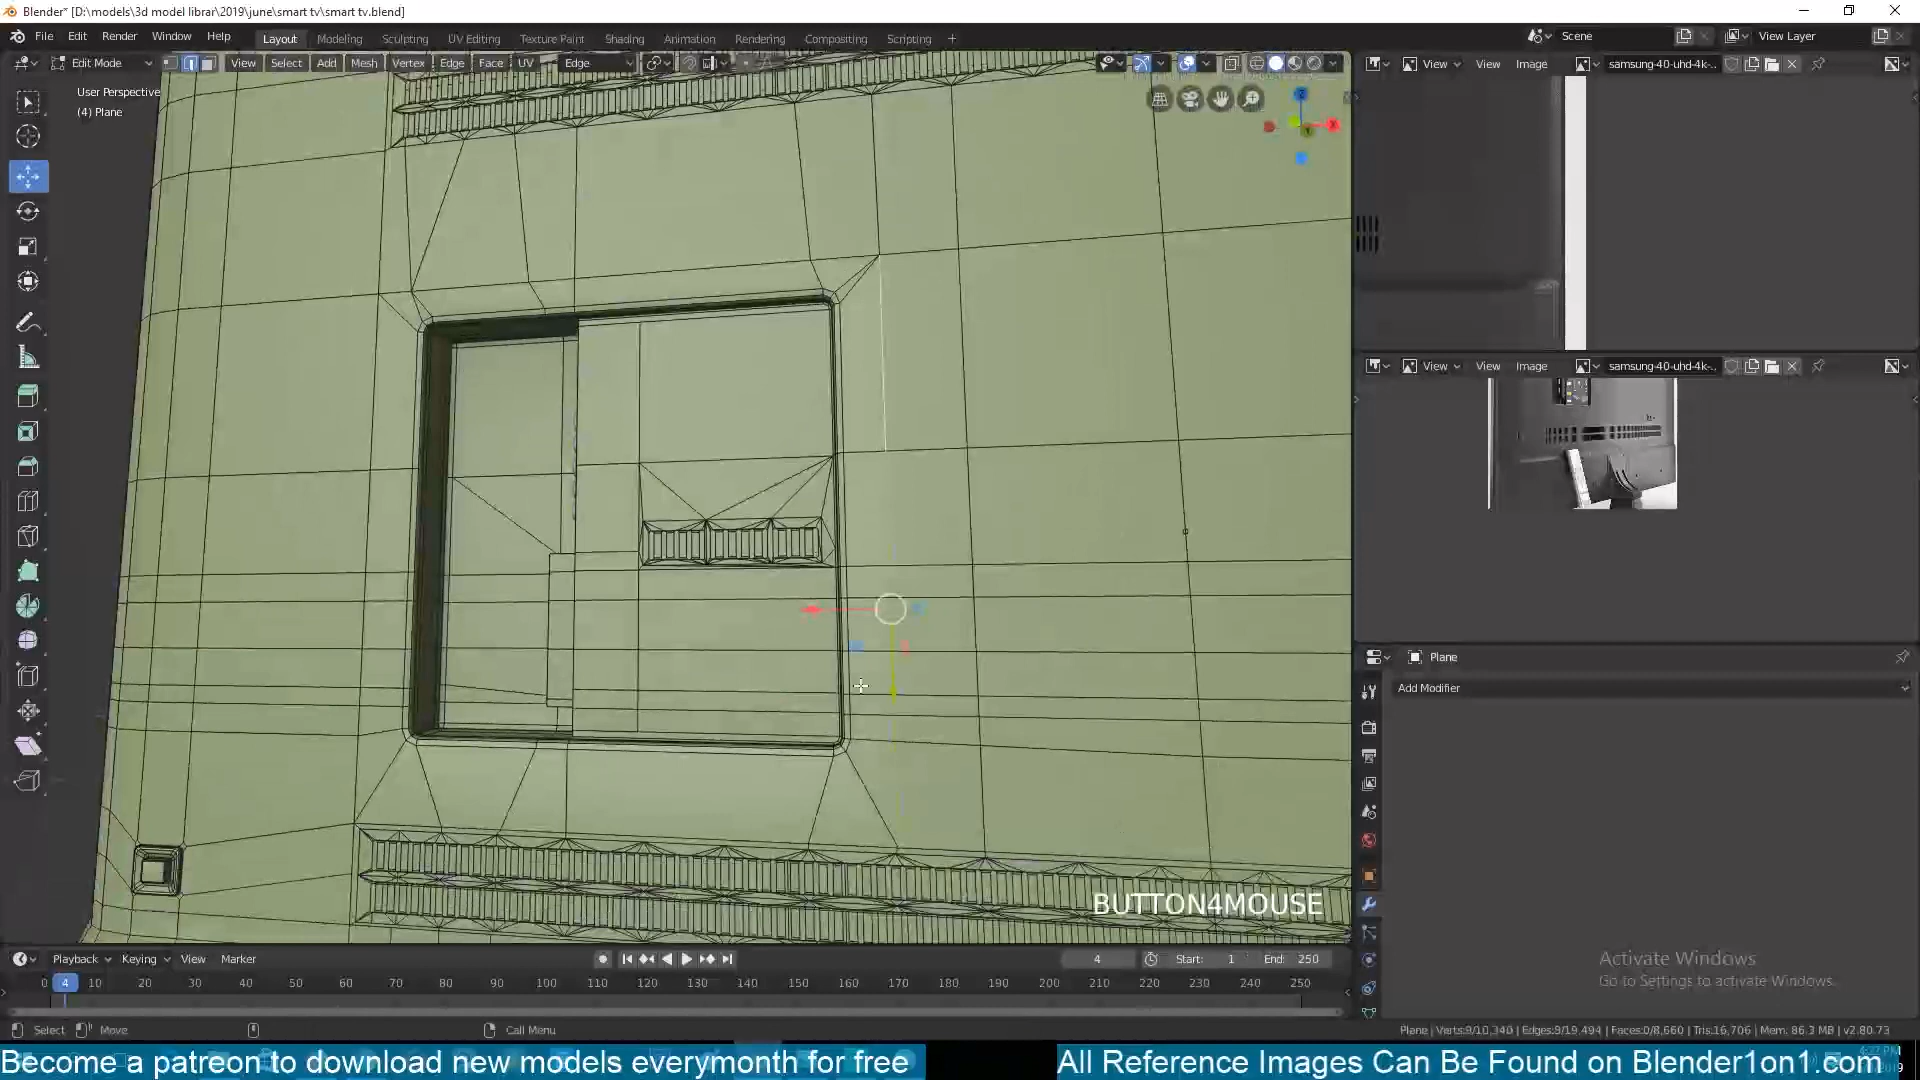 Blender* [D:\models\3d model librar\2019\june\smart tv\smart tv.blend]
File Edit Render Window Help Layout Modeling Sculpting UV Editing Texture Paint Shading Animation Rendering Compositing Scripting + Scene View Layer
Edit Mode View Select Add Mesh Vertex Edge Face UV Edge View View Image samsung-40-uhd-4k-...
User Perspective
(4) Plane
View View Image samsung-40-uhd-4k-...
Plane
Add Modifier
BUTTON4MOUSE
Playback Keying View Marker 4 Start: 1 End: 250
0 4 10 20 30 40 50 60 70 80 90 100 110 120 130 140 150 160 170 180 190 200 210 220 230 240 250
Activate Windows
Go to Settings to activate Windows.
Select Move Call Menu Plane | Verts:9/10,340 | Edges:9/19,494 | Faces:0/8,660 | Tris:16,706 | Mem: 86.3 MB | v2.80.73
Become a patreon to download new models everymonth for free
All Reference Images Can Be Found on Blender1on1.com